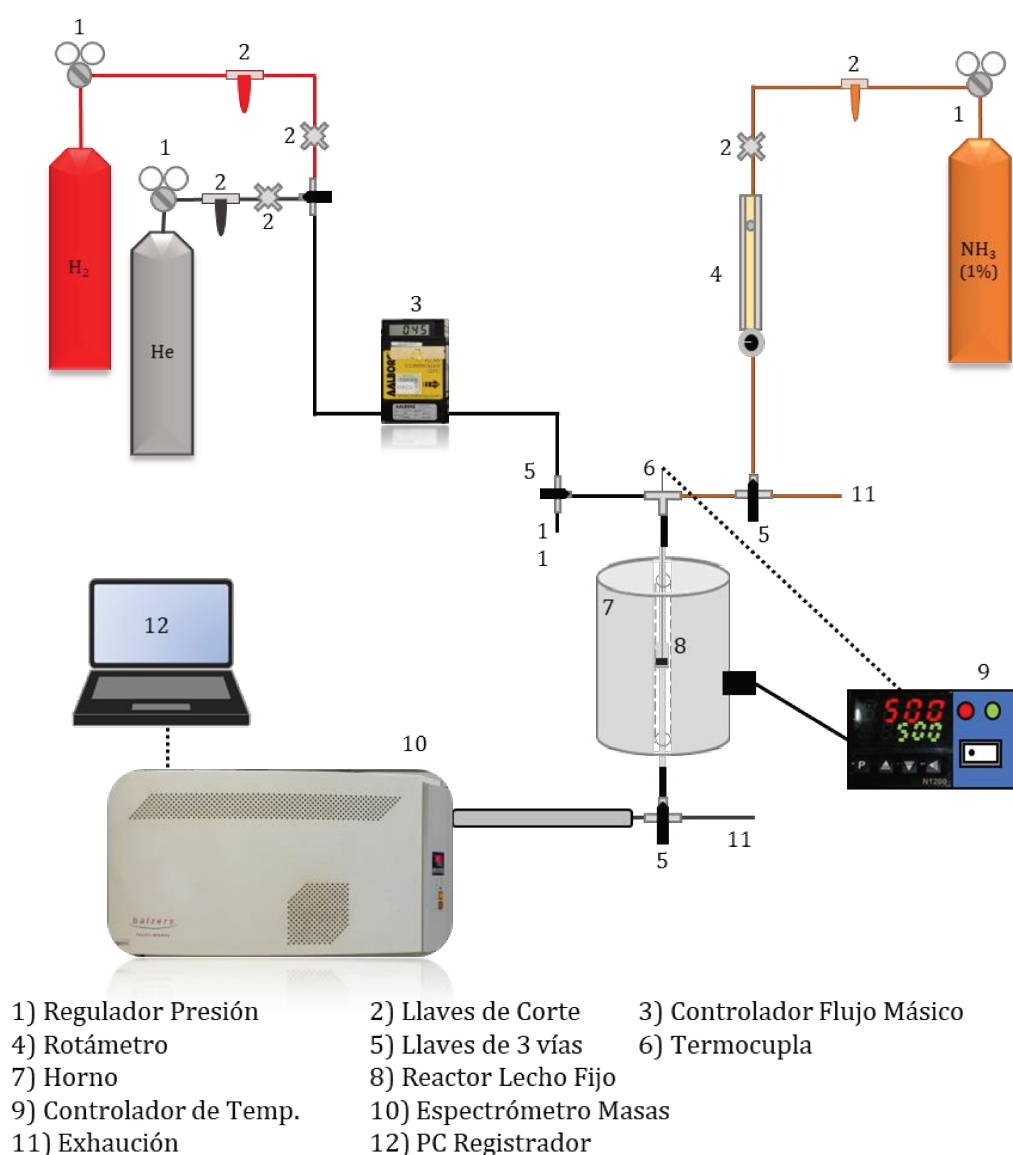 1
2
2
1
2
2
2
1
2
H₂
He
NH₃
(1%)
4
3
045
AALBORG
5
6
11
5
1
1
7
8
12
9
500
500
P
N1200
10
11
5
balzers
1) Regulador Presión 2) Llaves de Corte 3) Controlador Flujo Másico
4) Rotámetro 5) Llaves de 3 vías 6) Termocupla
7) Horno 8) Reactor Lecho Fijo
9) Controlador de Temp. 10) Espectrómetro Masas
11) Exhaución 12) PC Registrador